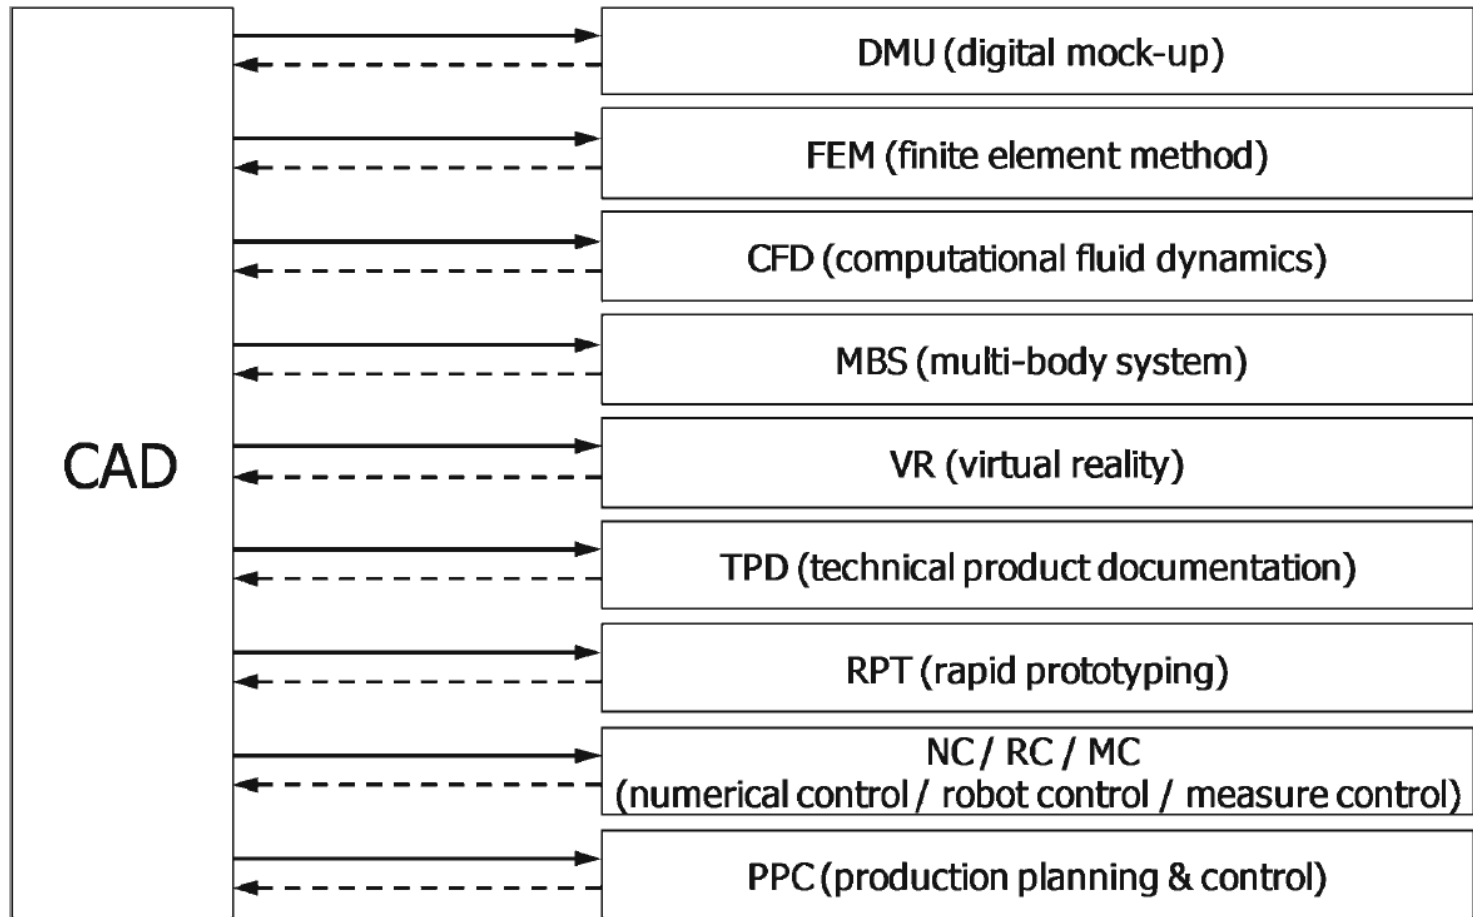 CAD
DMU (digital mock-up)
FEM (finite element method)
CFD (computational fluid dynamics)
MBS (multi-body system)
VR (virtual reality)
TPD (technical product documentation)
RPT (rapid prototyping)
NC / RC / MC
(numerical control / robot control / measure control)
PPC (production planning & control)